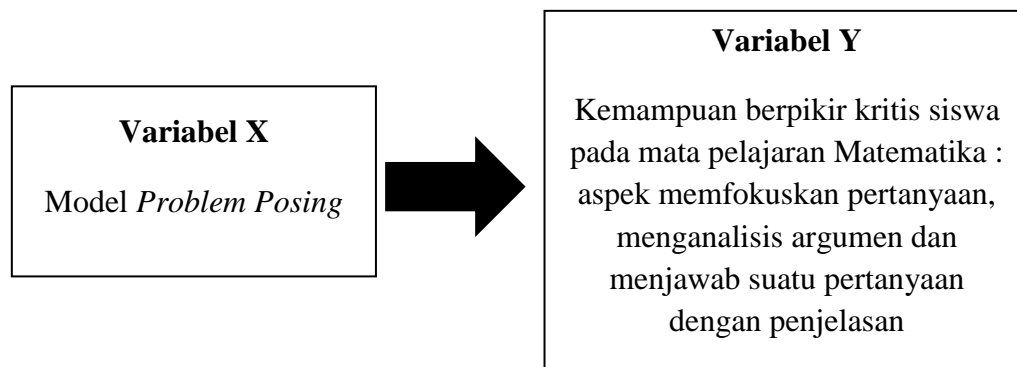 Variabel X
Model Problem Posing
Variabel Y
Kemampuan berpikir kritis siswa
pada mata pelajaran Matematika :
aspek memfokuskan pertanyaan,
menganalisis argumen dan
menjawab suatu pertanyaan
dengan penjelasan